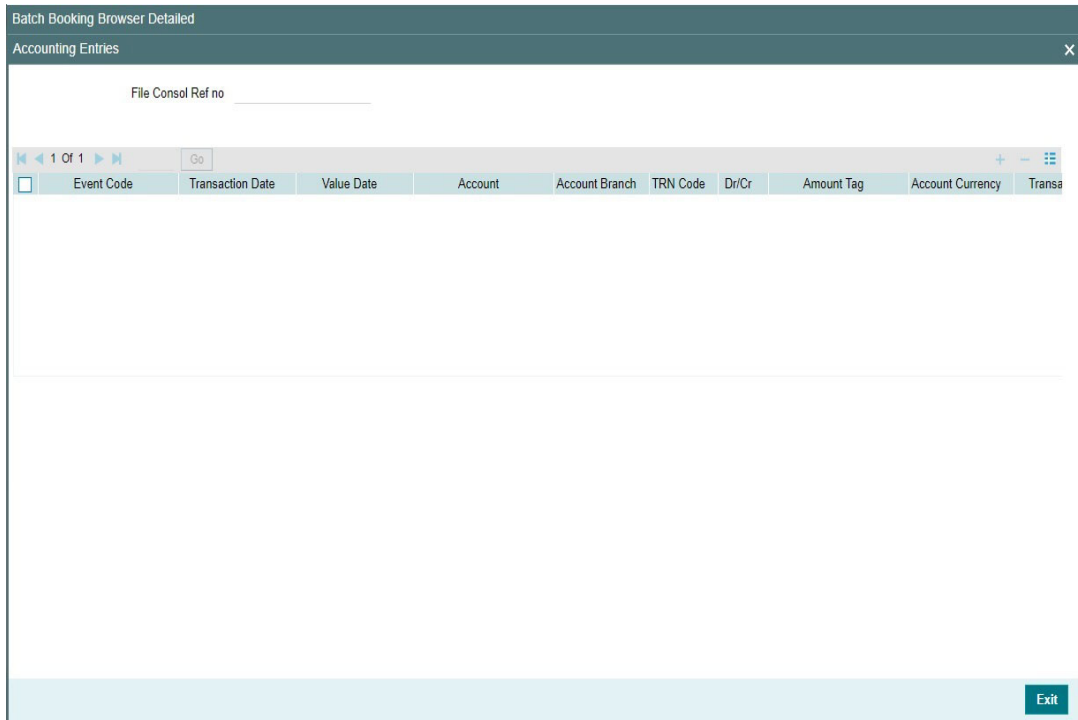 Batch Booking Browser Detailed
Accounting Entries
File Consol Ref no
1 Of 1 Go
Event Code Transaction Date Value Date Account Account Branch TRN Code Dr/Cr Amount Tag Account Currency Transa
Exit